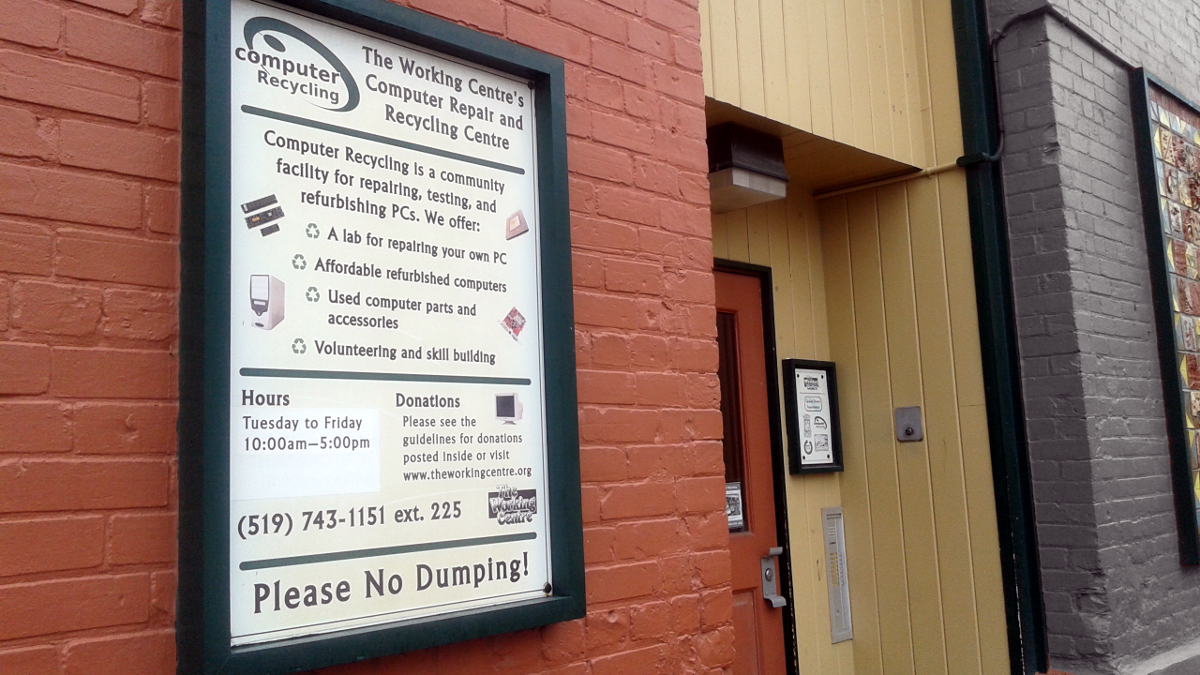 computer
Recycling
The Working Centre's
Computer Repair and
Recycling Centre
Computer Recycling is a community
facility for repairing, testing, and
refurbishing PCs. We offer:
A lab for repairing your own PC
Affordable refurbished computers
Used computer parts and
accessories
Volunteering and skill building
Hours
Tuesday to Friday
10:00am—5:00pm
Donations
Please see the
guidelines for donations
posted inside or visit
www.theworkingcentre.org
(519) 743-1151 ext. 225
The
Working
Centre
Please No Dumping!